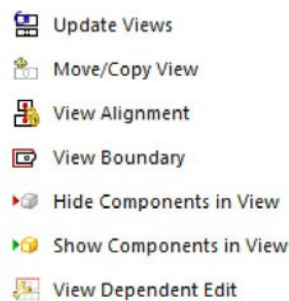 Update Views
Move/Copy View
View Alignment
View Boundary
Hide Components in View
Show Components in View
View Dependent Edit